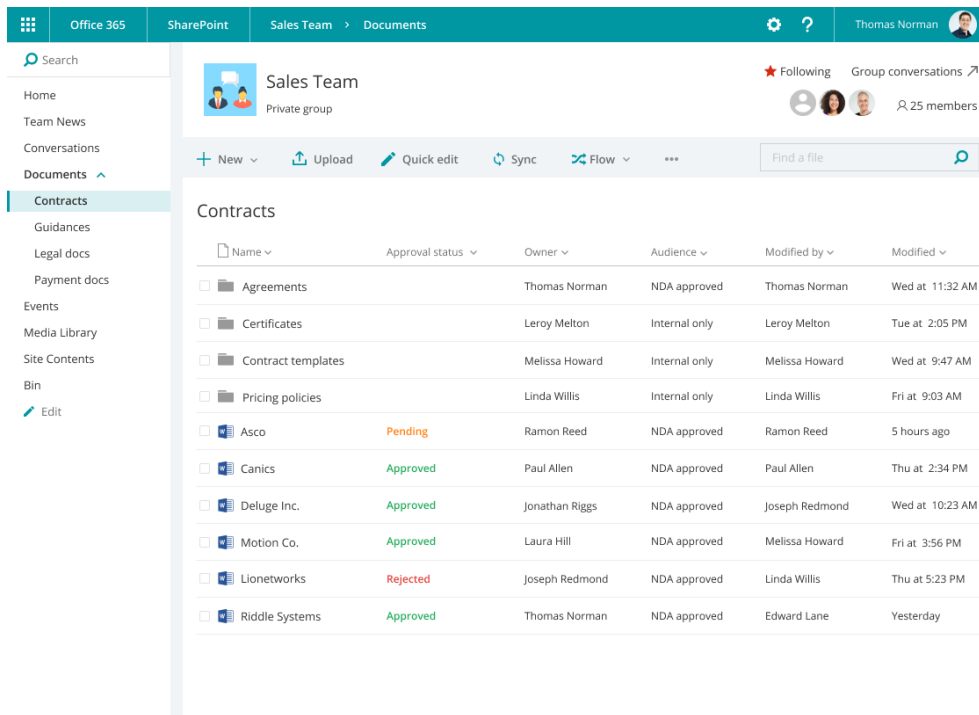 Office 365 SharePoint Sales Team > Documents ? Thomas Norman
Search
Home
Team News
Conversations
Documents
Contracts
Guidances
Legal docs
Payment docs
Events
Media Library
Site Contents
Bin
Edit
Sales Team
Private group
Following Group conversations
25 members
New Upload Quick edit Sync Flow ... Find a file
Contracts
Name Approval status Owner Audience Modified by Modified
Agreements Thomas Norman NDA approved Thomas Norman Wed at 11:32 AM
Certificates Leroy Melton Internal only Leroy Melton Tue at 2:05 PM
Contract templates Melissa Howard Internal only Melissa Howard Wed at 9:47 AM
Pricing policies Linda Willis Internal only Linda Willis Fri at 9:03 AM
Asco Pending Ramon Reed NDA approved Ramon Reed 5 hours ago
Canics Approved Paul Allen NDA approved Paul Allen Thu at 2:34 PM
Deluge Inc. Approved Jonathan Riggs NDA approved Joseph Redmond Wed at 10:23 AM
Motion Co. Approved Laura Hill NDA approved Melissa Howard Fri at 3:56 PM
Lionetworks Rejected Joseph Redmond NDA approved Linda Willis Thu at 5:23 PM
Riddle Systems Approved Thomas Norman NDA approved Edward Lane Yesterday